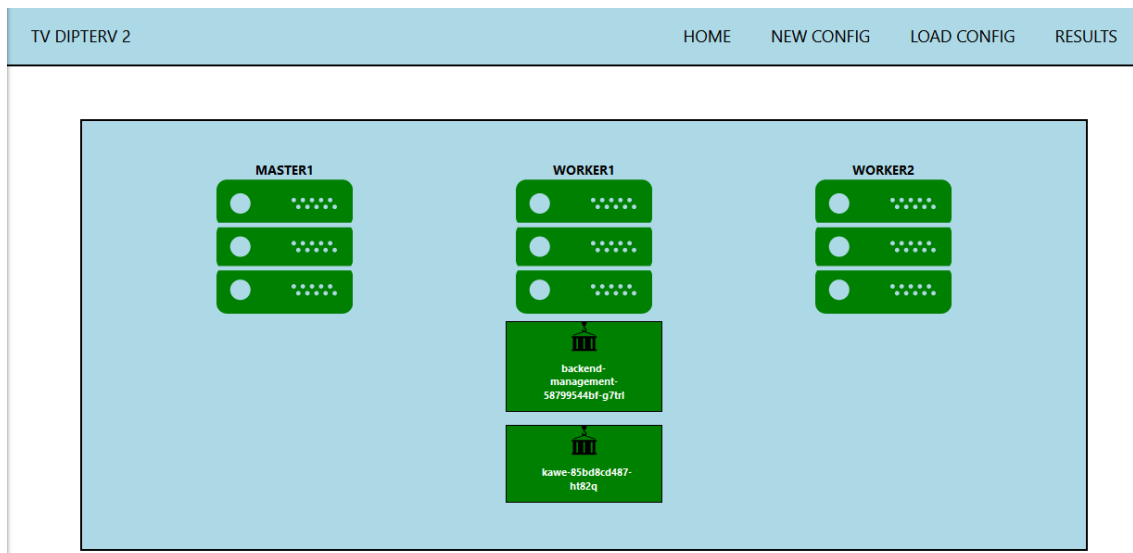 TV DIPTERV 2
HOME
NEW CONFIG
LOAD CONFIG
RESULTS
MASTER1
WORKER1
WORKER2
backend-
management-
58799544bf-g7trl
kawe-85bd8cd487-
ht82q